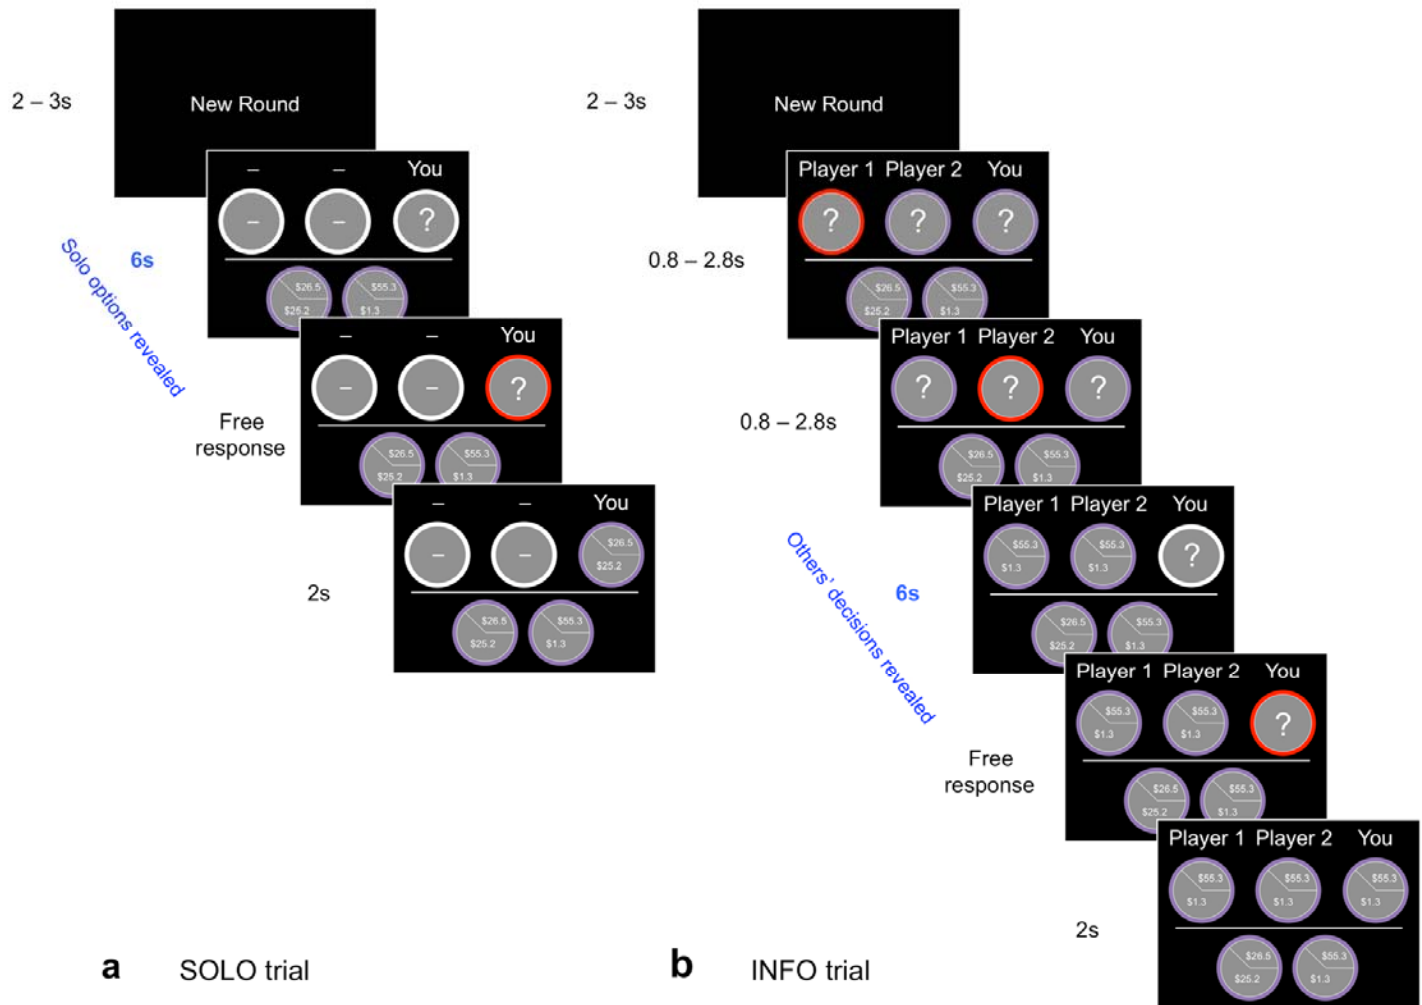 2 – 3s
New Round
– – You
– – ?
6s
$26.5 $55.3
$25.2 $1.3
Solo options revealed
– – You
– – ?
Free
response
$26.5 $55.3
$25.2 $1.3
– – You
– – $26.5
$25.2
2s
$26.5 $55.3
$25.2 $1.3
a SOLO trial
2 – 3s
New Round
Player 1 Player 2 You
? ? ?
0.8 – 2.8s
$26.5 $55.3
$25.2 $1.3
Player 1 Player 2 You
? ? ?
0.8 – 2.8s
$26.5 $55.3
$25.2 $1.3
Player 1 Player 2 You
$55.3 $55.3 ?
$1.3 $1.3
6s
$26.5 $55.3
$25.2 $1.3
Others' decisions revealed
Player 1 Player 2 You
$55.3 $55.3 ?
$1.3 $1.3
Free
response
$26.5 $55.3
$25.2 $1.3
Player 1 Player 2 You
$55.3 $55.3 $55.3
$1.3 $1.3 $1.3
2s
$26.5 $55.3
$25.2 $1.3
b INFO trial